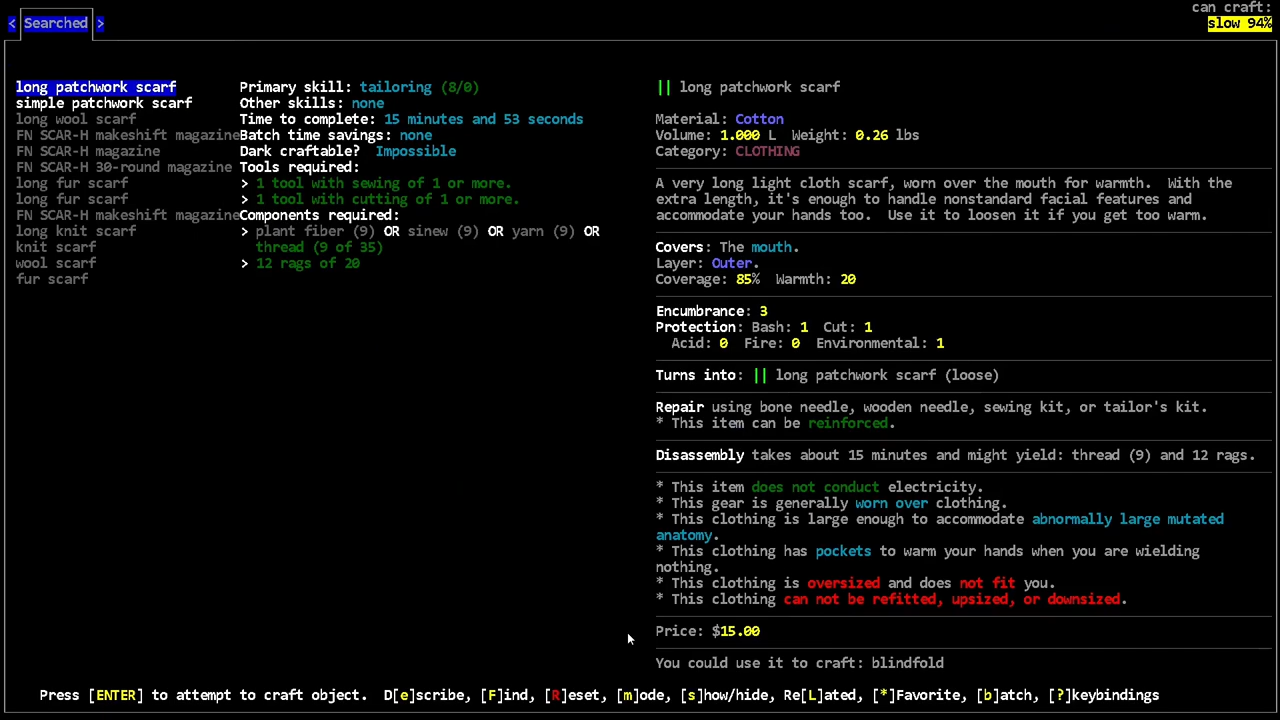 can craft:
< Searched >
slow 94%
long patchwork scarf
simple patchwork scarf
long wool scarf
FN SCAR-H makeshift magazine
FN SCAR-H magazine
FN SCAR-H 30-round magazine
long fur scarf
long fur scarf
FN SCAR-H makeshift magazine
long knit scarf
knit scarf
wool scarf
fur scarf
Primary skill: tailoring (8/0)
Other skills: none
Time to complete: 15 minutes and 53 seconds
Batch time savings: none
Dark craftable?  Impossible
Tools required:
> 1 tool with sewing of 1 or more.
> 1 tool with cutting of 1 or more.
Components required:
> plant fiber (9) OR sinew (9) OR yarn (9) OR
thread (9 of 35)
> 12 rags of 20
|| long patchwork scarf
Material: Cotton
Volume: 1.000 L  Weight: 0.26 lbs
Category: CLOTHING
A very long light cloth scarf, worn over the mouth for warmth.  With the
extra length, it's enough to handle nonstandard facial features and
accommodate your hands too.  Use it to loosen it if you get too warm.
Covers: The mouth.
Layer: Outer.
Coverage: 85%  Warmth: 20
Encumbrance: 3
Protection: Bash: 1  Cut: 1
Acid: 0  Fire: 0  Environmental: 1
Turns into: || long patchwork scarf (loose)
Repair using bone needle, wooden needle, sewing kit, or tailor's kit.
* This item can be reinforced.
Disassembly takes about 15 minutes and might yield: thread (9) and 12 rags.
* This item does not conduct electricity.
* This gear is generally worn over clothing.
* This clothing is large enough to accommodate abnormally large mutated
anatomy.
* This clothing has pockets to warm your hands when you are wielding
nothing.
* This clothing is oversized and does not fit you.
* This clothing can not be refitted, upsized, or downsized.
Price: $15.00
You could use it to craft: blindfold
Press [ENTER] to attempt to craft object.  D[e]scribe, [F]ind, [R]eset, [m]ode, [s]how/hide, Re[L]ated, [*]Favorite, [b]atch, [?]keybindings